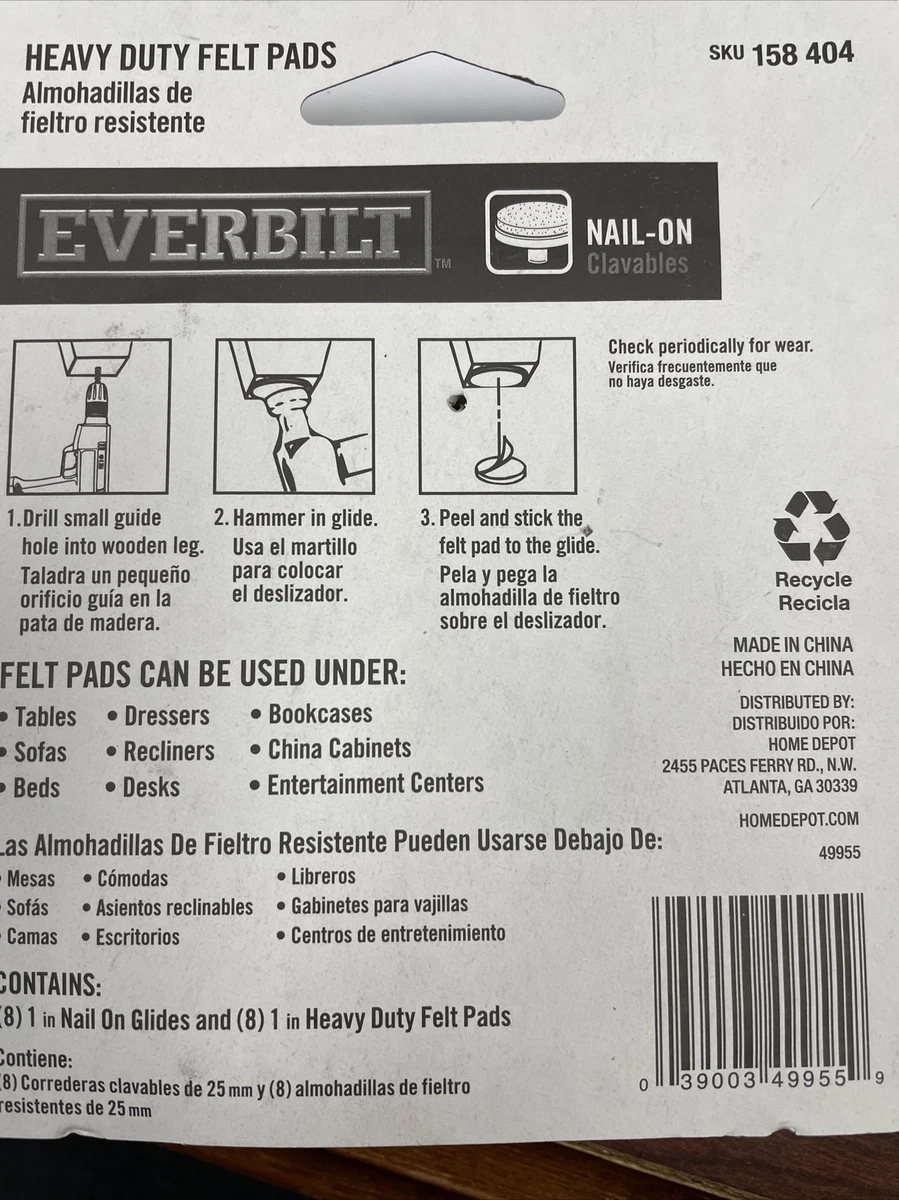 HEAVY DUTY FELT PADS
Almohadillas de
fieltro resistente
SKU 158 404
EVERBILT™
NAIL-ON
Clavables
Check periodically for wear.
Verifica frecuentemente que
no haya desgaste.
1.Drill small guide
hole into wooden leg.
Taladra un pequeño
orificio guía en la
pata de madera.
2. Hammer in glide.
Usa el martillo
para colocar
el deslizador.
3. Peel and stick the
felt pad to the glide.
Pela y pega la
almohadilla de fieltro
sobre el deslizador.
Recycle
Recicla
FELT PADS CAN BE USED UNDER:
• Tables • Dressers • Bookcases
• Sofas • Recliners • China Cabinets
• Beds • Desks • Entertainment Centers
MADE IN CHINA
HECHO EN CHINA
DISTRIBUTED BY:
DISTRIBUIDO POR:
HOME DEPOT
2455 PACES FERRY RD., N.W.
ATLANTA, GA 30339
HOMEDEPOT.COM
49955
Las Almohadillas De Fieltro Resistente Pueden Usarse Debajo De:
• Mesas • Cómodas • Libreros
• Sofás • Asientos reclinables • Gabinetes para vajillas
• Camas • Escritorios • Centros de entretenimiento
CONTAINS:
(8) 1 in Nail On Glides and (8) 1 in Heavy Duty Felt Pads
Contiene:
(8) Correderas clavables de 25 mm y (8) almohadillas de fieltro
resistentes de 25 mm
0 39003 49955 9